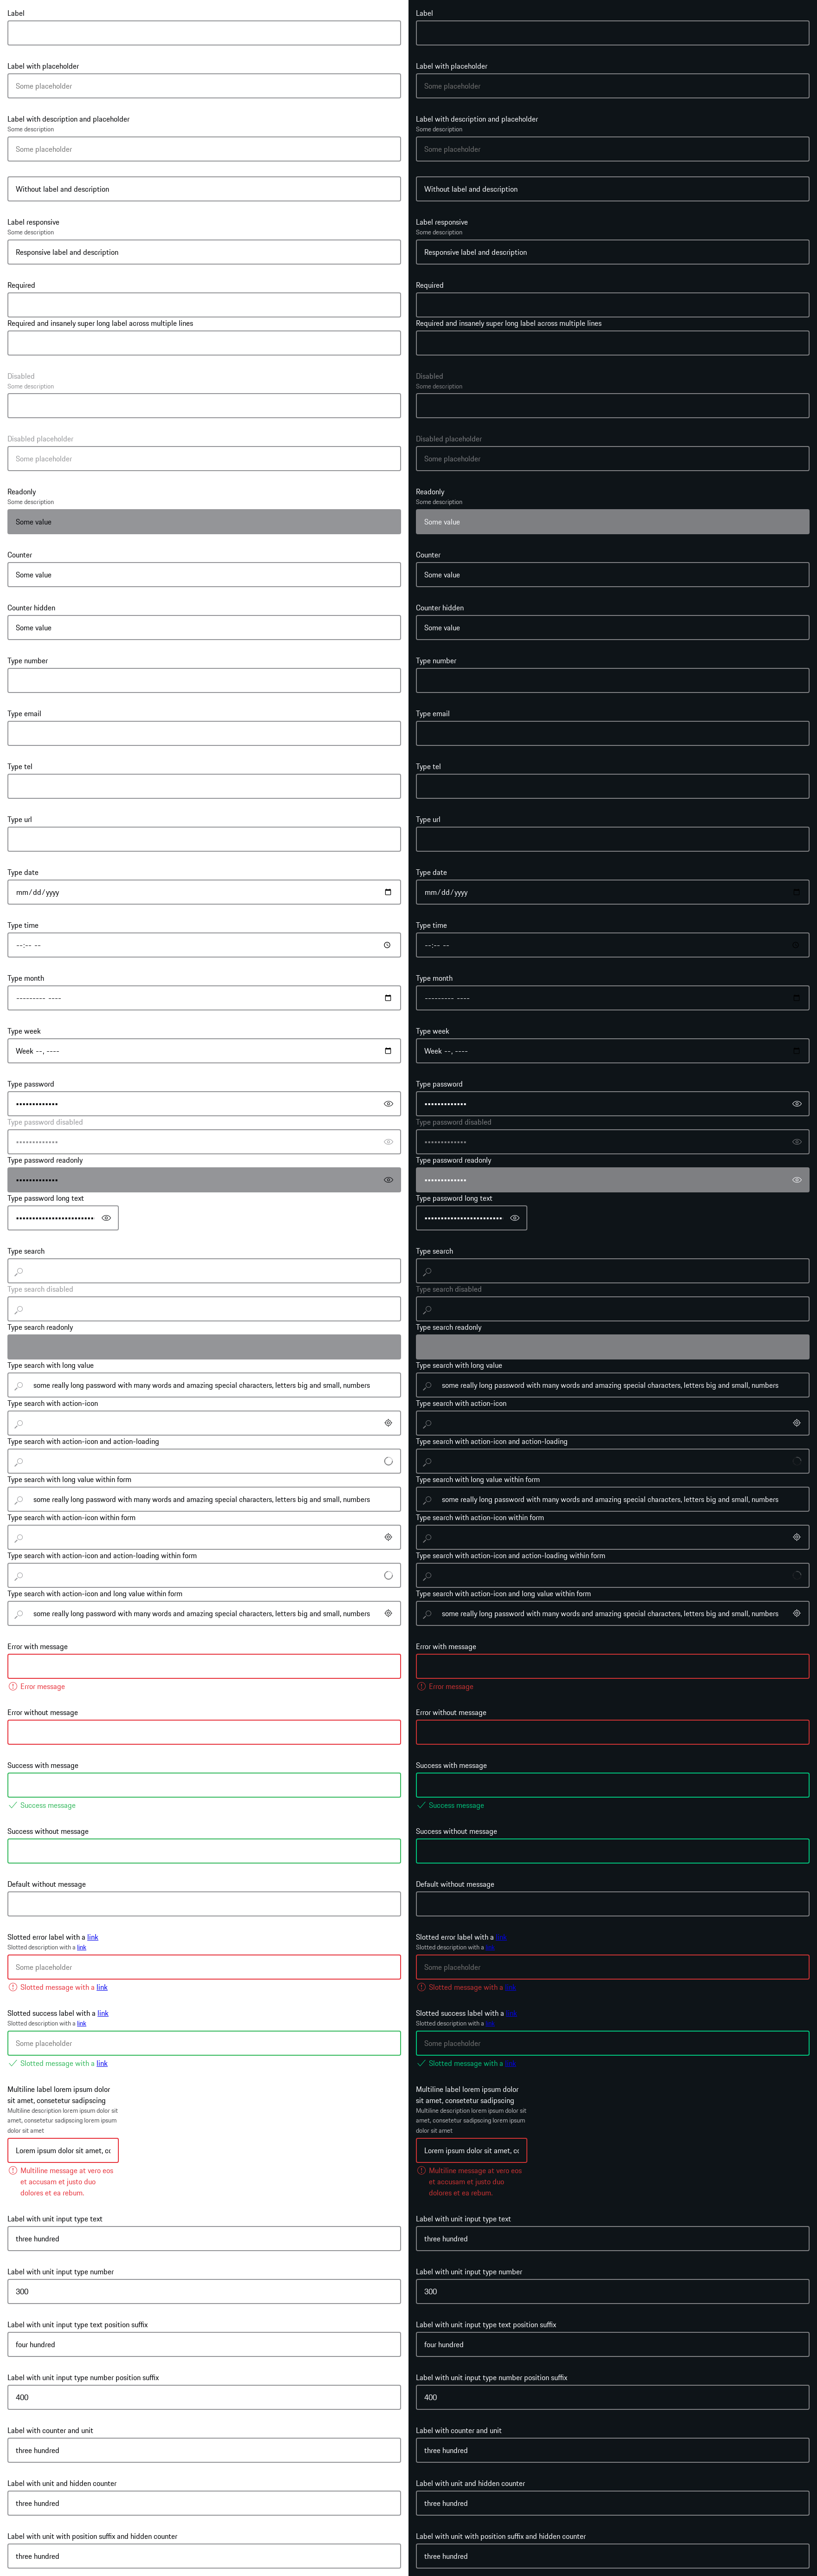 Label
Label with placeholder
Some placeholder
Label with description and placeholder
Some description
Some placeholder
Without label and description
Label responsive
Some description
Responsive label and description
Required
Required and insanely super long label across multiple lines
Disabled
Some description
Disabled placeholder
Some placeholder
Readonly
Some description
Some value
Counter
Some value
Counter hidden
Some value
Type number
Type email
Type tel
Type url
Type date
mm/dd/yyyy
Type time
--:-- --
Type month
--------- ----
Type week
Week --, ----
Type password
•••••••••••••
Type password disabled
•••••••••••••
Type password readonly
•••••••••••••
Type password long text
••••••••••••••••••••••••
Type search
Type search disabled
Type search readonly
Type search with long value
some really long password with many words and amazing special characters, letters big and small, numbers
Type search with action-icon
Type search with action-icon and action-loading
Type search with long value within form
some really long password with many words and amazing special characters, letters big and small, numbers
Type search with action-icon within form
Type search with action-icon and action-loading within form
Type search with action-icon and long value within form
some really long password with many words and amazing special characters, letters big and small, numbers
Error with message
Error message
Error without message
Success with message
Success message
Success without message
Default without message
Slotted error label with a link
Slotted description with a link
Some placeholder
Slotted message with a link
Slotted success label with a link
Slotted description with a link
Some placeholder
Slotted message with a link
Multiline label lorem ipsum dolor
sit amet, consetetur sadipscing
Multiline description lorem ipsum dolor sit
amet, consetetur sadipscing lorem ipsum
dolor sit amet
Lorem ipsum dolor sit amet, co
Multiline message at vero eos
et accusam et justo duo
dolores et ea rebum.
Label with unit input type text
three hundred
Label with unit input type number
300
Label with unit input type text position suffix
four hundred
Label with unit input type number position suffix
400
Label with counter and unit
three hundred
Label with unit and hidden counter
three hundred
Label with unit with position suffix and hidden counter
three hundred
Label
Label with placeholder
Some placeholder
Label with description and placeholder
Some description
Some placeholder
Without label and description
Label responsive
Some description
Responsive label and description
Required
Required and insanely super long label across multiple lines
Disabled
Some description
Disabled placeholder
Some placeholder
Readonly
Some description
Some value
Counter
Some value
Counter hidden
Some value
Type number
Type email
Type tel
Type url
Type date
mm/dd/yyyy
Type time
--:-- --
Type month
--------- ----
Type week
Week --, ----
Type password
•••••••••••••
Type password disabled
•••••••••••••
Type password readonly
•••••••••••••
Type password long text
••••••••••••••••••••••••
Type search
Type search disabled
Type search readonly
Type search with long value
some really long password with many words and amazing special characters, letters big and small, numbers
Type search with action-icon
Type search with action-icon and action-loading
Type search with long value within form
some really long password with many words and amazing special characters, letters big and small, numbers
Type search with action-icon within form
Type search with action-icon and action-loading within form
Type search with action-icon and long value within form
some really long password with many words and amazing special characters, letters big and small, numbers
Error with message
Error message
Error without message
Success with message
Success message
Success without message
Default without message
Slotted error label with a link
Slotted description with a link
Some placeholder
Slotted message with a link
Slotted success label with a link
Slotted description with a link
Some placeholder
Slotted message with a link
Multiline label lorem ipsum dolor
sit amet, consetetur sadipscing
Multiline description lorem ipsum dolor sit
amet, consetetur sadipscing lorem ipsum
dolor sit amet
Lorem ipsum dolor sit amet, co
Multiline message at vero eos
et accusam et justo duo
dolores et ea rebum.
Label with unit input type text
three hundred
Label with unit input type number
300
Label with unit input type text position suffix
four hundred
Label with unit input type number position suffix
400
Label with counter and unit
three hundred
Label with unit and hidden counter
three hundred
Label with unit with position suffix and hidden counter
three hundred